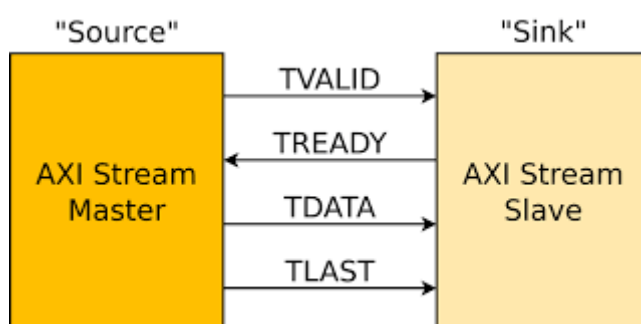 "Source"
"Sink"
TVALID
TREADY
AXI Stream
Master
TDATA
TLAST
AXI Stream
Slave